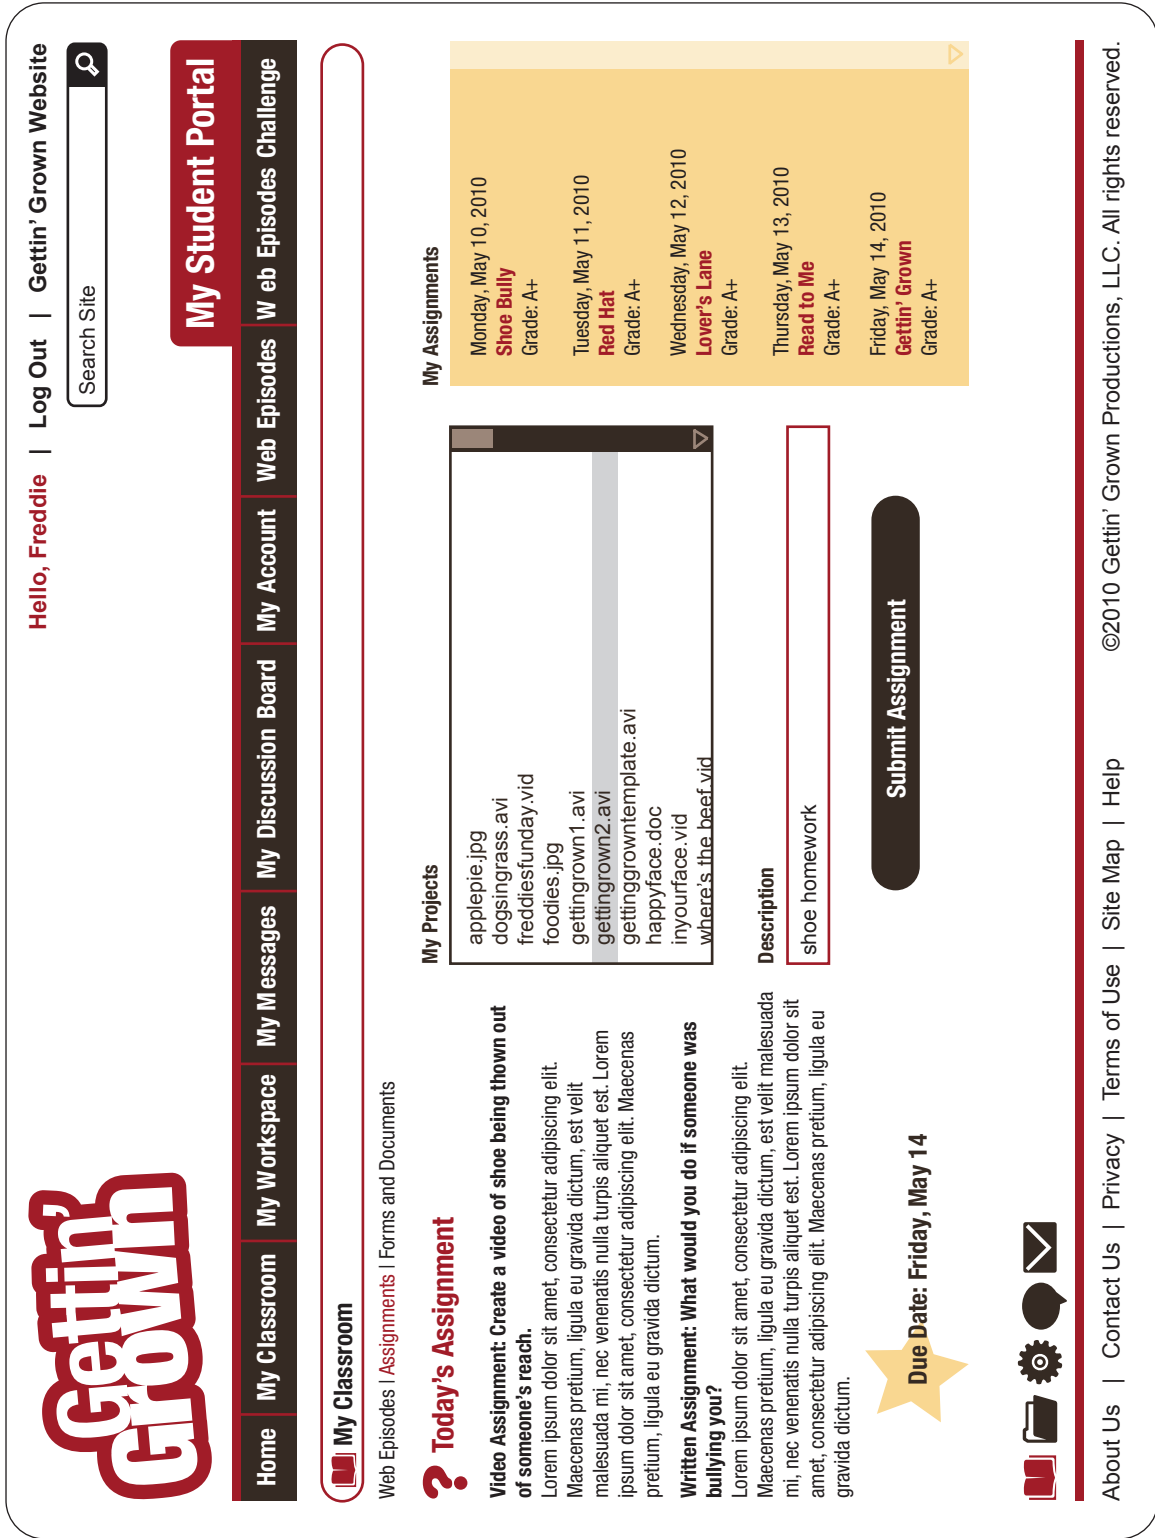 Gettin'
Grown
Hello, Freddie | Log Out | Gettin' Grown Website
Search Site
My Student Portal
Home My Classroom My Workspace My Messages My Discussion Board My Account Web Episodes W eb Episodes Challenge
My Classroom
Web Episodes | Assignments | Forms and Documents
? Today's Assignment
Video Assignment: Create a video of shoe being thown out
of someone's reach.
Lorem ipsum dolor sit amet, consectetur adipiscing elit.
Maecenas pretium, ligula eu gravida dictum, est velit
malesuada mi, nec venenatis nulla turpis aliquet est. Lorem
ipsum dolor sit amet, consectetur adipiscing elit. Maecenas
pretium, ligula eu gravida dictum.
Written Assignment: What would you do if someone was
bullying you?
Lorem ipsum dolor sit amet, consectetur adipiscing elit.
Maecenas pretium, ligula eu gravida dictum, est velit malesuada
mi, nec venenatis nulla turpis aliquet est. Lorem ipsum dolor sit
amet, consectetur adipiscing elit. Maecenas pretium, ligula eu
gravida dictum.
Due Date: Friday, May 14
My Projects
applepie.jpg
dogsingrass.avi
freddiesfunday.vid
foodies.jpg
gettingrown1.avi
gettingrown2.avi
gettinggrowntemplate.avi
happyface.doc
inyourface.vid
where's the beef.vid
Description
shoe homework
Submit Assignment
My Assignments
Monday, May 10, 2010
Shoe Bully
Grade: A+
Tuesday, May 11, 2010
Red Hat
Grade: A+
Wednesday, May 12, 2010
Lover's Lane
Grade: A+
Thursday, May 13, 2010
Read to Me
Grade: A+
Friday, May 14, 2010
Gettin' Grown
Grade: A+
About Us | Contact Us | Privacy | Terms of Use | Site Map | Help
©2010 Gettin' Grown Productions, LLC. All rights reserved.